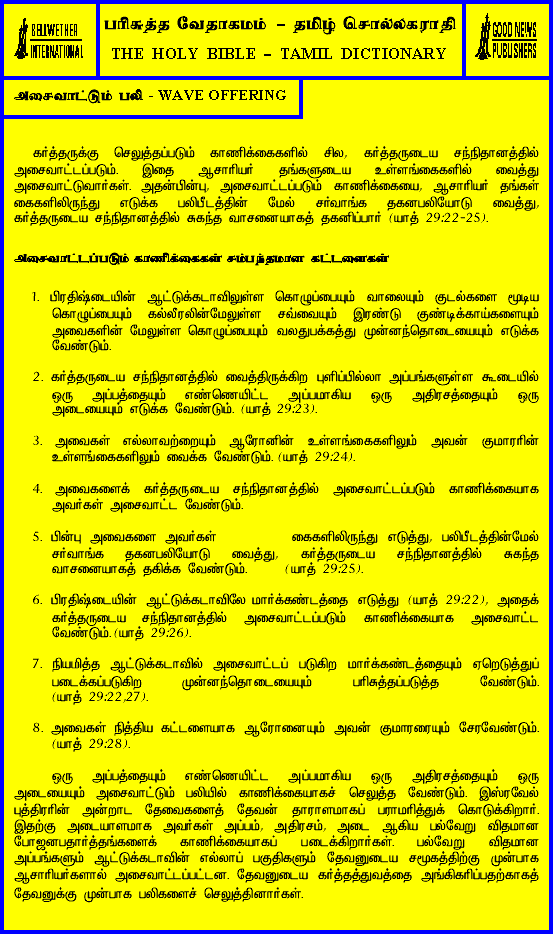 BELLWETHER
INTERNATIONAL
பரிசுத்த வேதாகமம் – தமிழ் சொல்லகராதி
THE HOLY BIBLE – TAMIL DICTIONARY
GOOD NEWS
PUBLISHERS
அசைவாட்டும் பலி - WAVE OFFERING
கர்த்தருக்கு செலுத்தப்படும் காணிக்கைகளில் சில, கர்த்தருடைய சந்நிதானத்தில்
அசைவாட்டப்படும். இதை ஆசாரியர் தங்களுடைய உள்ளங்கைகளில் வைத்து
அசைவாட்டுவார்கள். அதன்பின்பு, அசைவாட்டப்படும் காணிக்கையை, ஆசாரியர் தங்கள்
கைகளிலிருந்து எடுக்க பலிபீடத்தின் மேல் சர்வாங்க தகனபலியோடு வைத்து,
கர்த்தருடைய சந்நிதானத்தில் சுகந்த வாசனையாகத் தகனிப்பார் (யாத் 29:22-25).
அசைவாட்டப்படும் காணிக்கைகள் சம்பந்தமான கட்டளைகள்
1. பிரதிஷ்டையின் ஆட்டுக்கடாவிலுள்ள கொழுப்பையும் வாலையும் குடல்களை மூடிய
கொழுப்பையும் கல்லீரலின்மேலுள்ள சவ்வையும் இரண்டு குண்டிக்காய்களையும்
அவைகளின் மேலுள்ள கொழுப்பையும் வலதுபக்கத்து முன்னந்தொடையையும் எடுக்க
வேண்டும்.
2. கர்த்தருடைய சந்நிதானத்தில் வைத்திருக்கிற புளிப்பில்லா அப்பங்களுள்ள கூடையில்
ஒரு அப்பத்தையும் எண்ணெயிட்ட அப்பமாகிய ஒரு அதிரசத்தையும் ஒரு
அடையையும் எடுக்க வேண்டும். (யாத் 29:23).
3. அவைகள் எல்லாவற்றையும் ஆரோனின் உள்ளங்கைகளிலும் அவன் குமாரரின்
உள்ளங்கைகளிலும் வைக்க வேண்டும். (யாத் 29:24).
4. அவைகளைக் கர்த்தருடைய சந்நிதானத்தில் அசைவாட்டப்படும் காணிக்கையாக
அவர்கள் அசைவாட்ட வேண்டும்.
5. பின்பு அவைகளை அவர்கள் கைகளிலிருந்து எடுத்து, பலிபீடத்தின்மேல்
சர்வாங்க தகனபலியோடு வைத்து, கர்த்தருடைய சந்நிதானத்தில் சுகந்த
வாசனையாகத் தகிக்க வேண்டும். (யாத் 29:25).
6. பிரதிஷ்டையின் ஆட்டுக்கடாவிலே மார்க்கண்டத்தை எடுத்து (யாத் 29:22), அதைக்
கர்த்தருடைய சந்நிதானத்தில் அசைவாட்டப்படும் காணிக்கையாக அசைவாட்ட
வேண்டும். (யாத் 29:26).
7. நியமித்த ஆட்டுக்கடாவில் அசைவாட்டப் படுகிற மார்க்கண்டத்தையும் ஏறெடுத்துப்
படைக்கப்படுகிற முன்னந்தொடையையும் பரிசுத்தப்படுத்த வேண்டும்.
(யாத் 29:22,27).
8. அவைகள் நித்திய கட்டளையாக ஆரோனையும் அவன் குமாரரையும் சேரவேண்டும்.
(யாத் 29:28).
ஒரு அப்பத்தையும் எண்ணெயிட்ட அப்பமாகிய ஒரு அதிரசத்தையும் ஒரு
அடையையும் அசைவாட்டும் பலியில் காணிக்கையாகச் செலுத்த வேண்டும். இஸ்ரவேல்
புத்திரரின் அன்றாட தேவைகளைத் தேவன் தாராளமாகப் பராமரித்துக் கொடுக்கிறார்.
இதற்கு அடையாளமாக அவர்கள் அப்பம், அதிரசம், அடை ஆகிய பல்வேறு விதமான
போஜனபதார்த்தங்களைக் காணிக்கையாகப் படைக்கிறார்கள். பல்வேறு விதமான
அப்பங்களும் ஆட்டுக்கடாவின் எல்லாப் பகுதிகளும் தேவனுடைய சமூகத்திற்கு முன்பாக
ஆசாரியர்களால் அசைவாட்டப்பட்டன. தேவனுடைய கர்த்தத்துவத்தை அங்கிகரிப்பதற்காகத்
தேவனுக்கு முன்பாக பலிகளைச் செலுத்தினார்கள்.